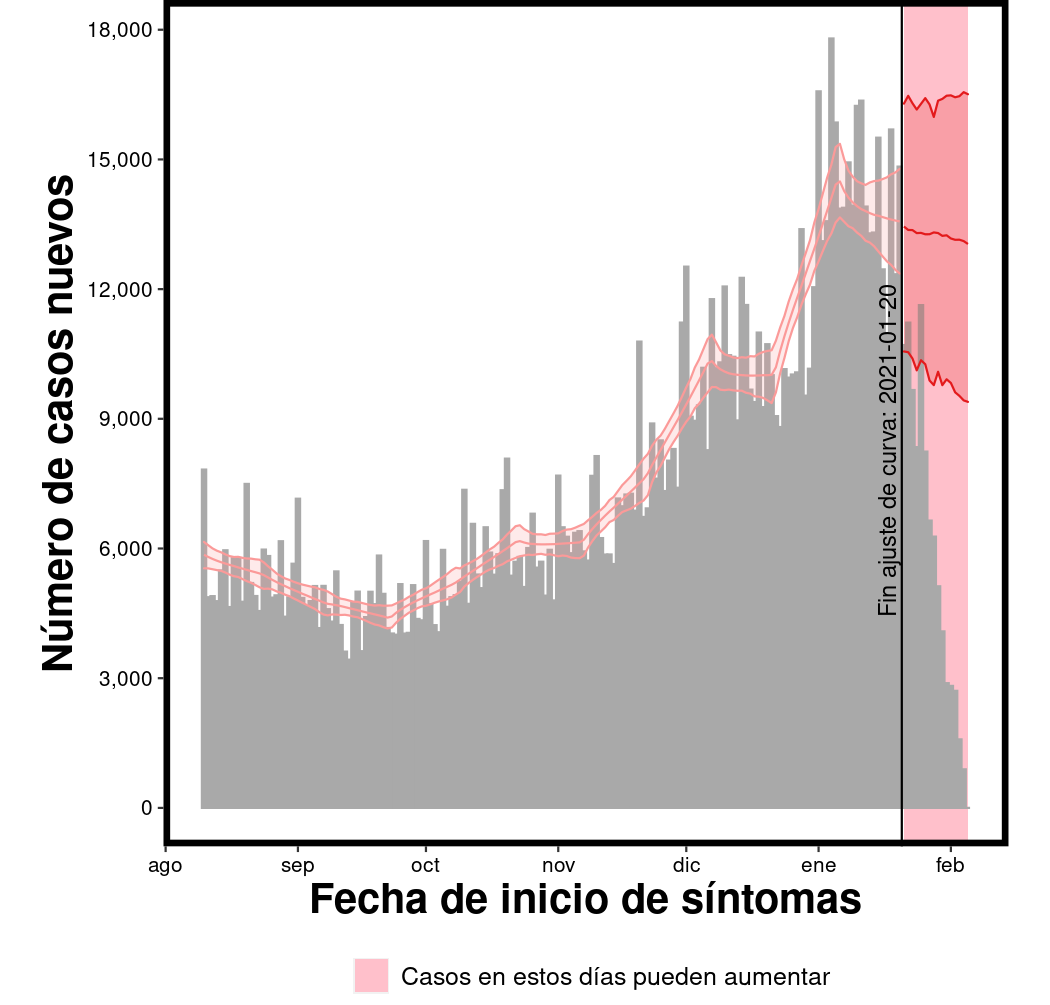 Número de casos nuevos
18,000
15,000
12,000
9,000
6,000
3,000
0
Fin ajuste de curva: 2021-01-20
ago sep oct nov dic ene feb
Fecha de inicio de síntomas
Casos en estos días pueden aumentar